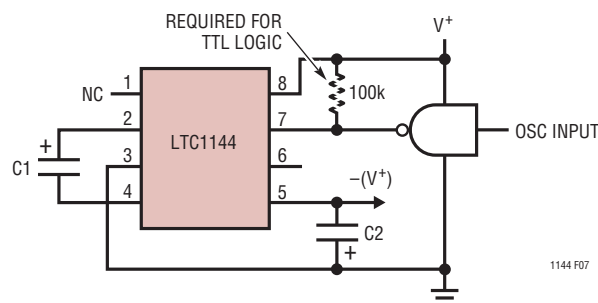 REQUIRED FOR
TTL LOGIC
V+
NC
1
8
100k
2
7
OSC INPUT
+
C1
LTC1144
3
6
4
5
–(V+)
C2
+
1144 F07